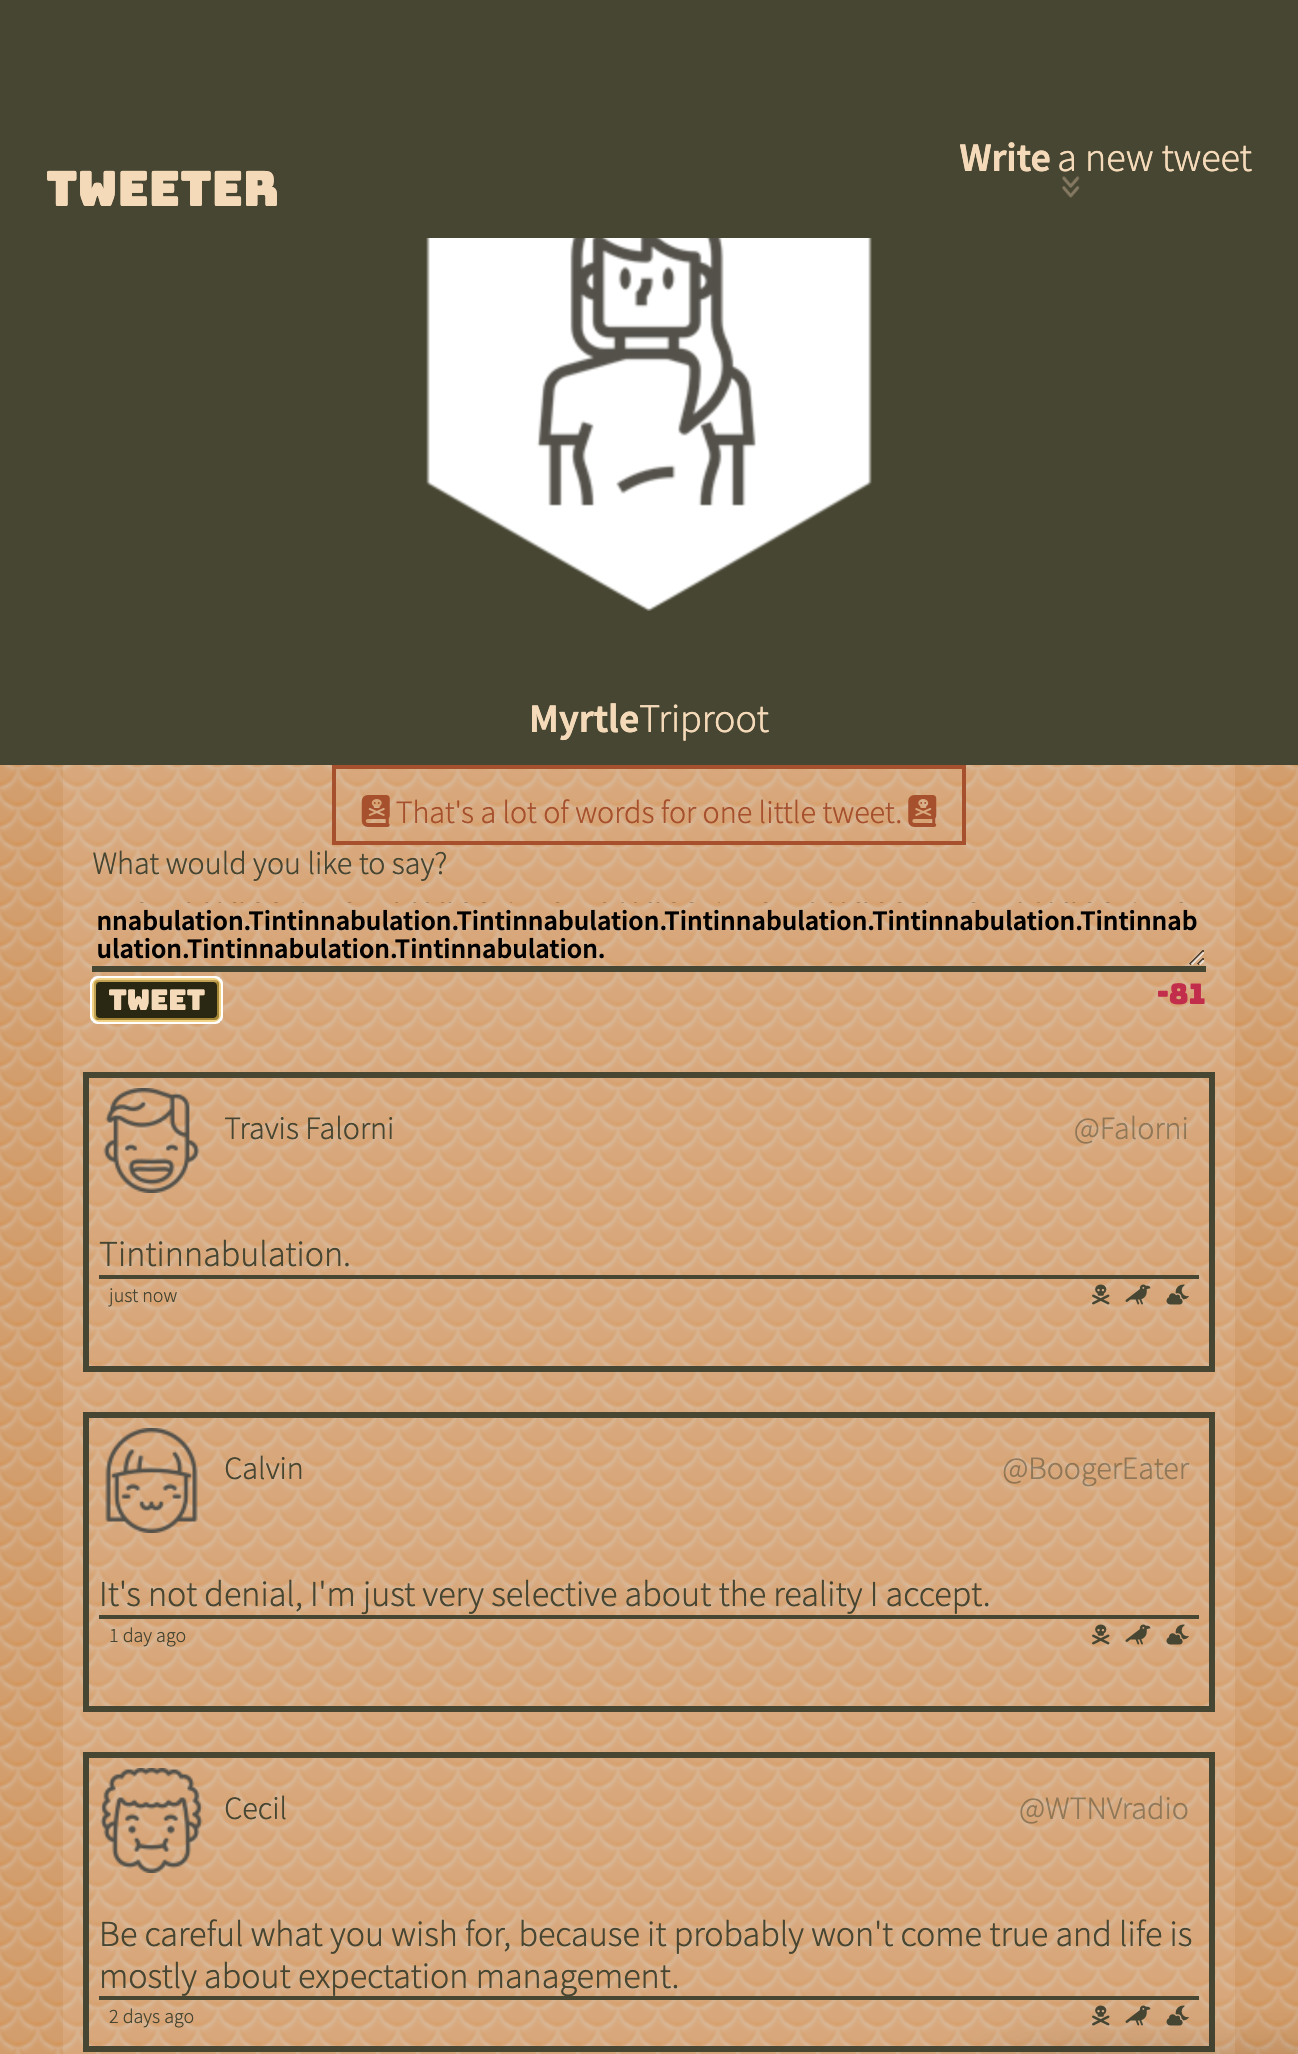 TWEETER
Write a new tweet
MyrtleTriproot
That's a lot of words for one little tweet.
What would you like to say?
nnabulation.Tintinnabulation.Tintinnabulation.Tintinnabulation.Tintinnabulation.Tintinnab
ulation.Tintinnabulation.Tintinnabulation.
TWEET
-81
Travis Falorni
@Falorni
Tintinnabulation.
just now
Calvin
@BoogerEater
It's not denial, I'm just very selective about the reality I accept.
1 day ago
Cecil
@WTNVradio
Be careful what you wish for, because it probably won't come true and life is
mostly about expectation management.
2 days ago